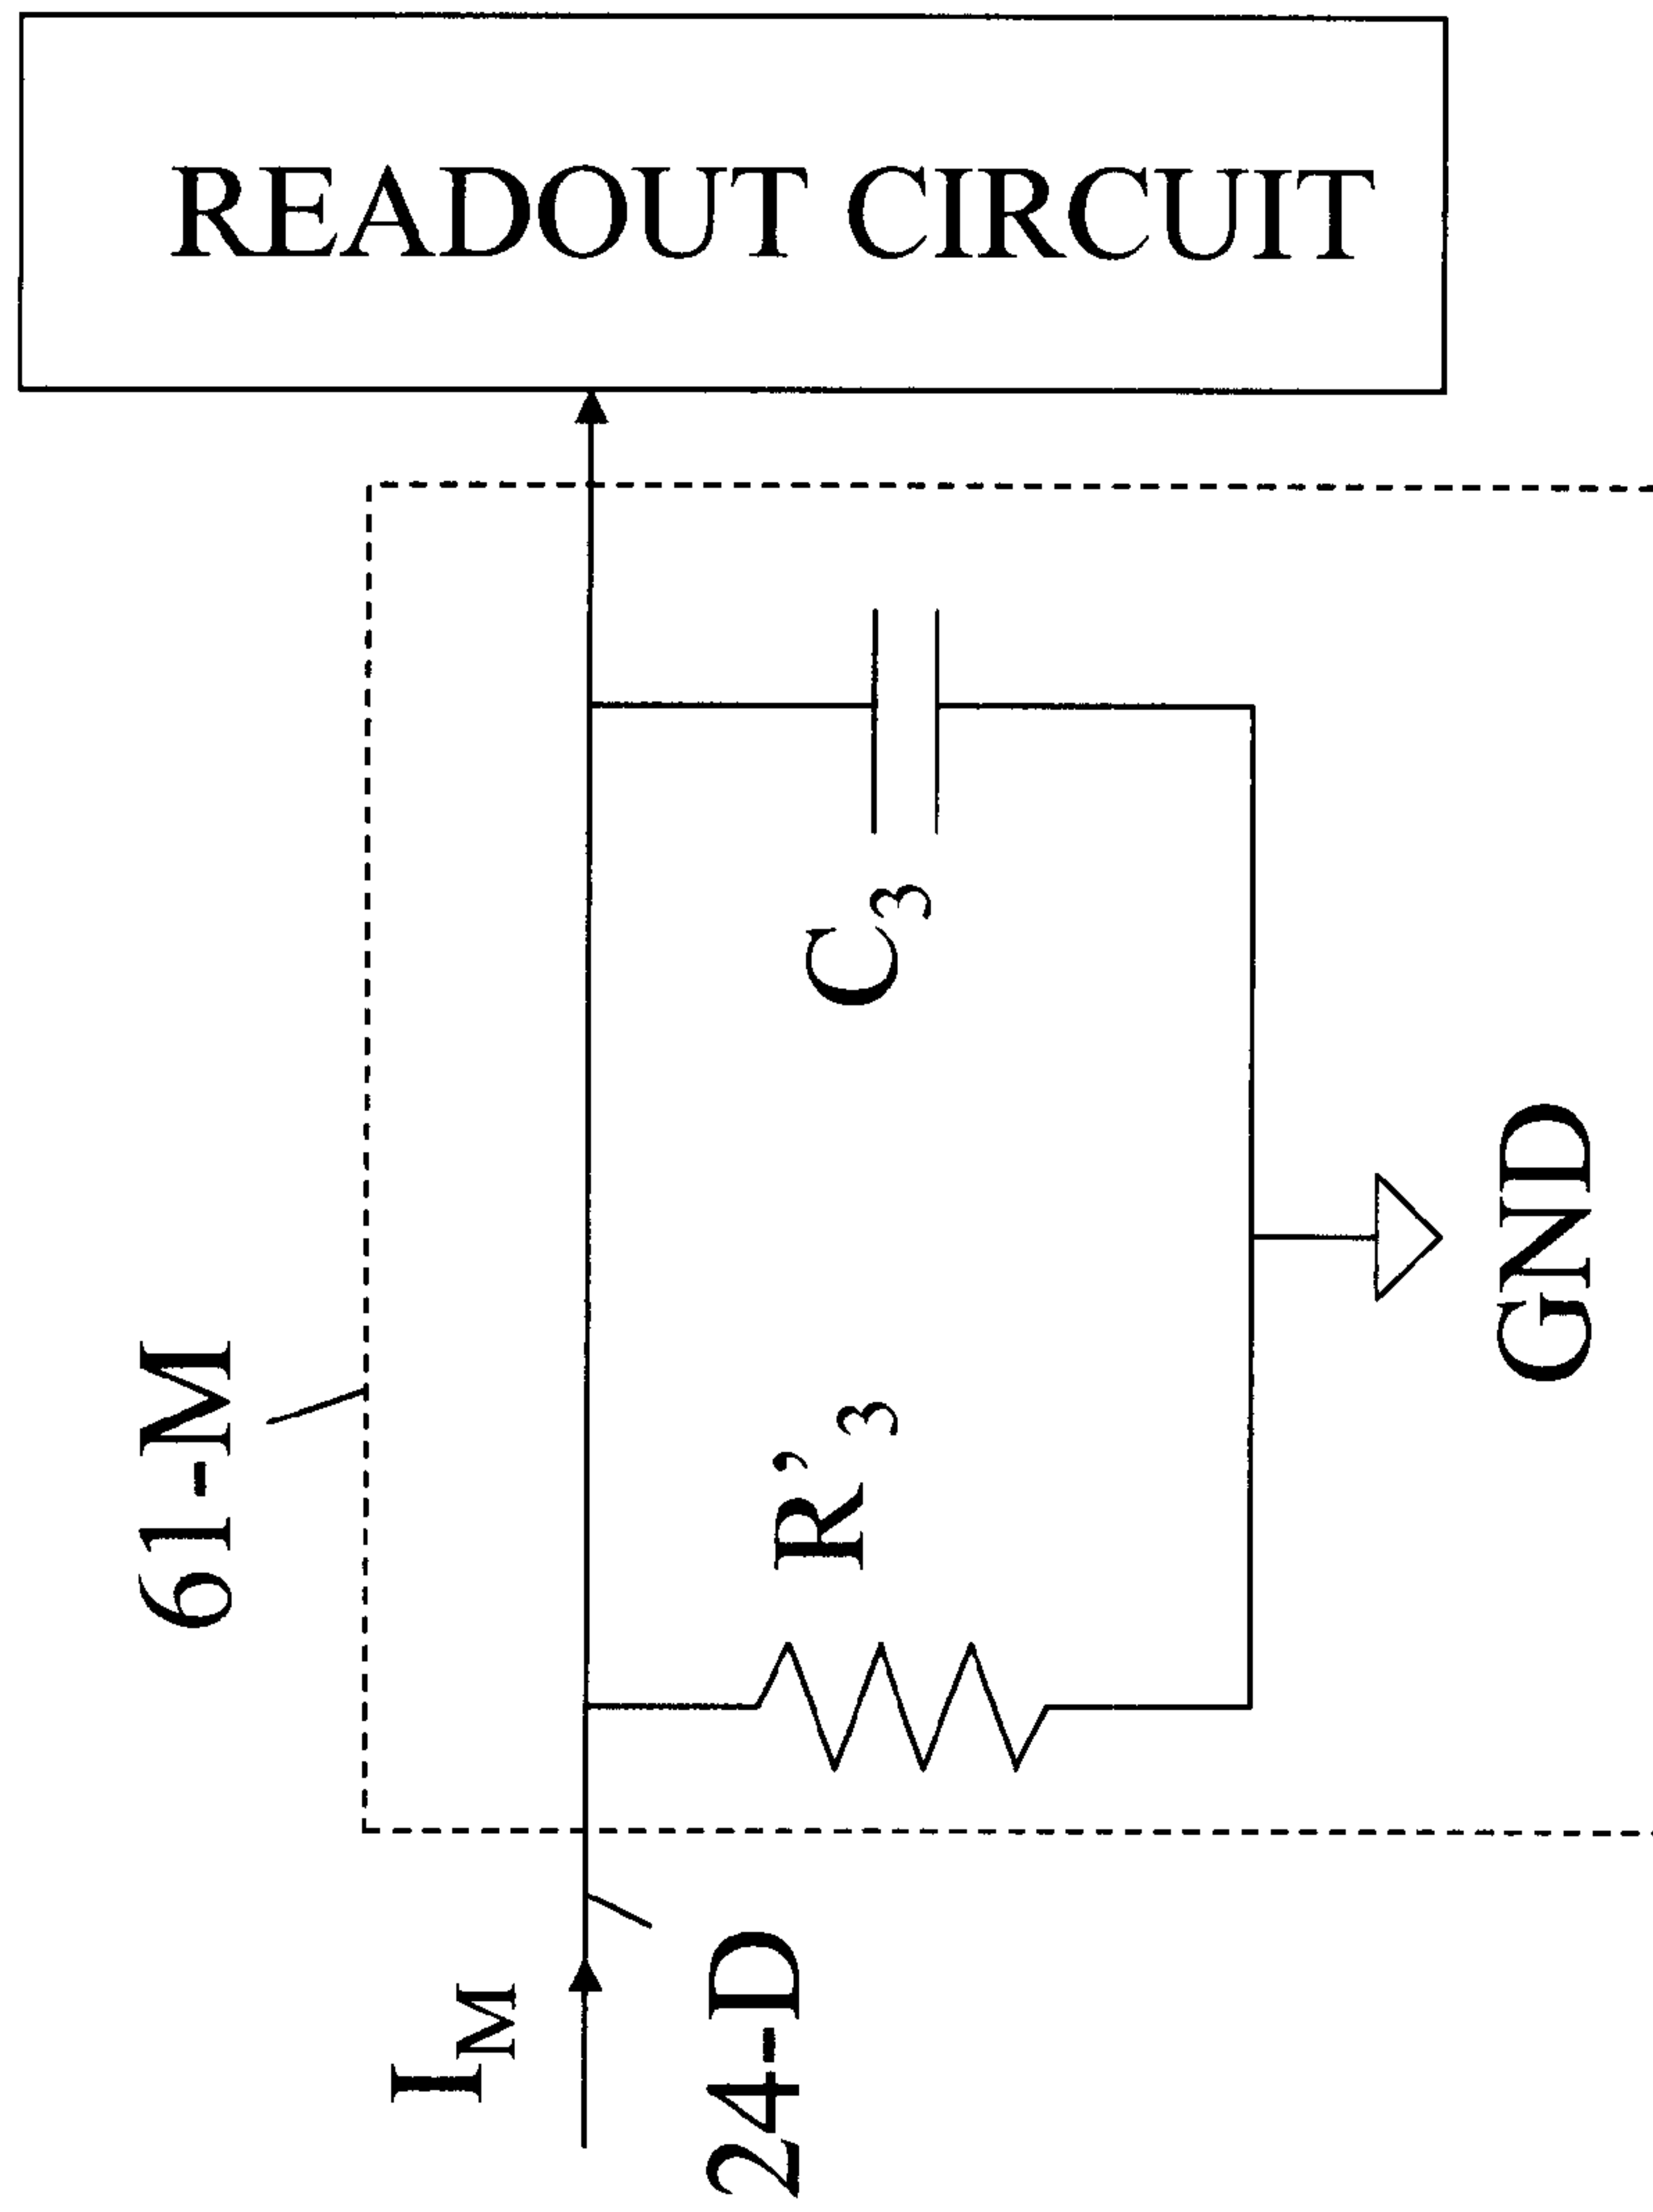 READOUT CIRCUIT
61-M
C3
R’3
GND
IM
24-D